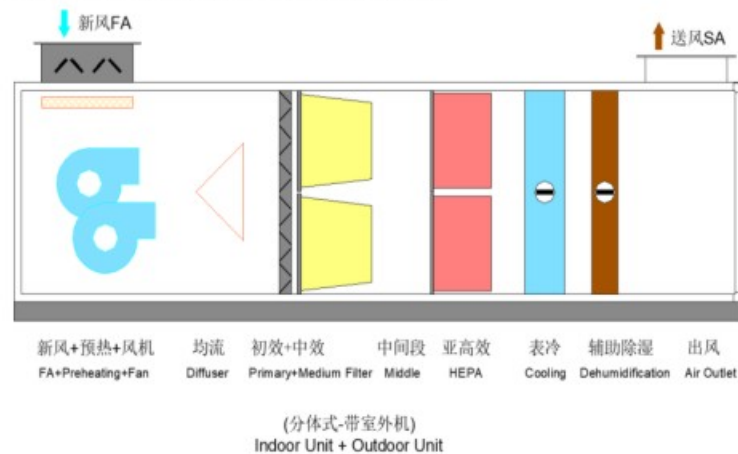 新风FA
送风SA
新风+预热+风机
均流
初效+中效
中间段
亚高效
表冷
辅助除湿
出风
FA+Preheating+Fan
Diffuser
Primary+Medium Filter
Middle
HEPA
Cooling
Dehumidification
Air Outlet
(分体式-带室外机)
Indoor Unit + Outdoor Unit